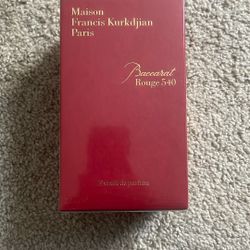 Maison
Francis Kurkdjian
Paris
Baccarat
Rouge 540
Extrait de parfum